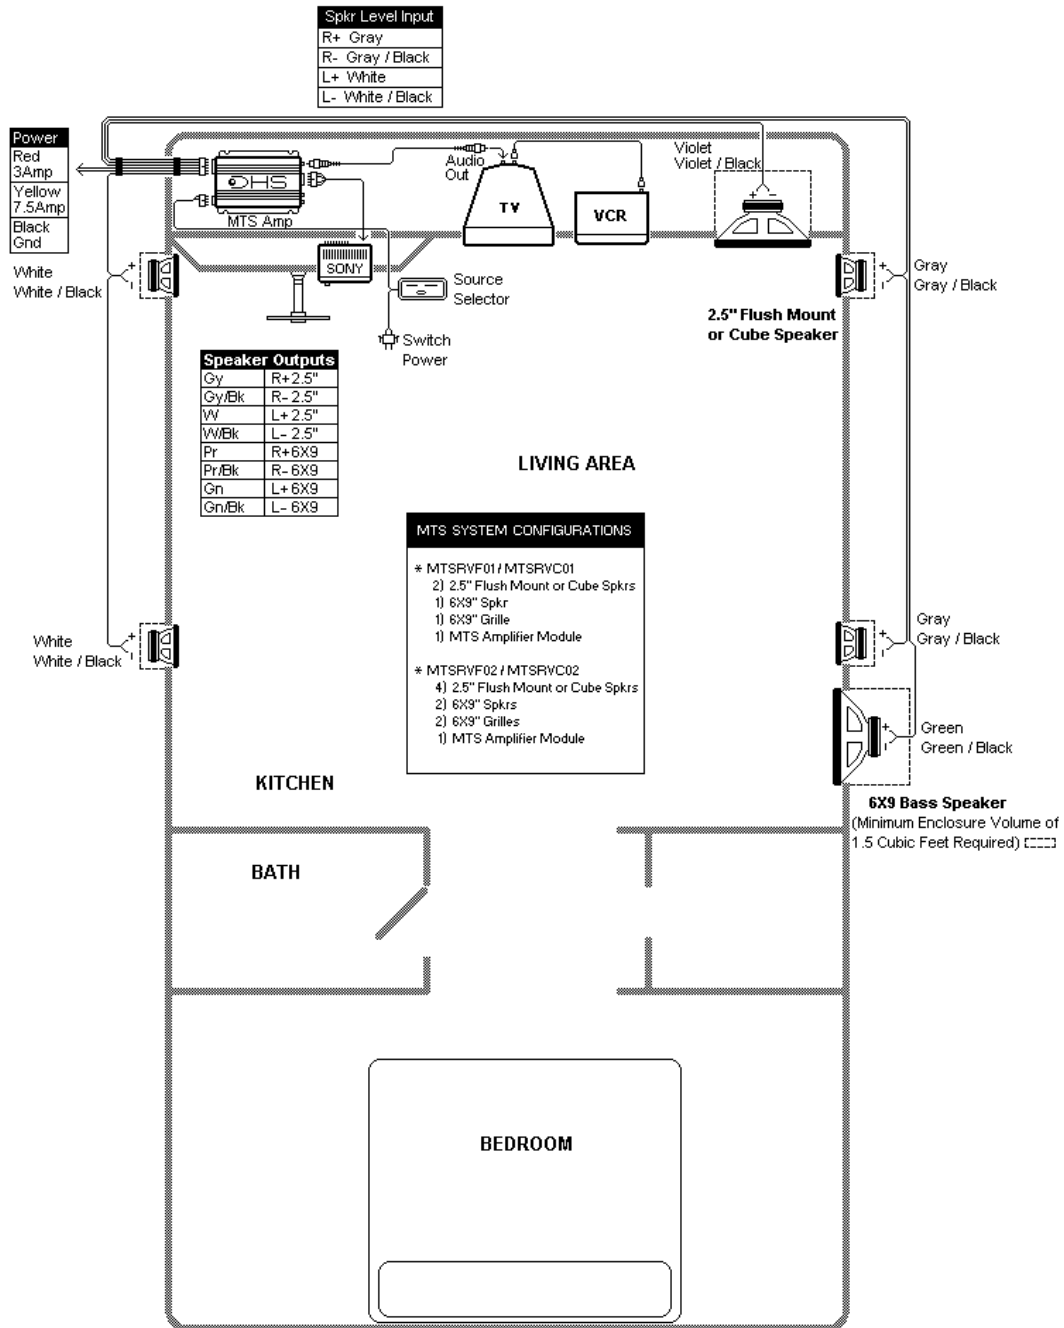 Spkr Level Input
R+ Gray
R- Gray / Black
L+ White
L- White / Black
Power
Red
3Amp
Yellow
7.5Amp
Black
Gnd
DHS
MTS Amp
Audio
Out
TV
VCR
Violet
Violet / Black
+ -
SONY
Source
Selector
Switch
Power
White
White / Black
+
-
Gray
Gray / Black
+
-
2.5" Flush Mount
or Cube Speaker
Speaker Outputs
Gy R+2.5"
Gy/Bk R- 2.5"
W L+ 2.5"
W/Bk L- 2.5"
Pr R+6X9
Pr/Bk R- 6X9
Gn L+ 6X9
Gn/Bk L- 6X9
LIVING AREA
MTS SYSTEM CONFIGURATIONS
* MTSRVF01 / MTSRVC01
2) 2.5" Flush Mount or Cube Spkrs
1) 6X9" Spkr
1) 6X9" Grille
1) MTS Amplifier Module
* MTSRVF02 / MTSRVC02
4) 2.5" Flush Mount or Cube Spkrs
2) 6X9" Spkrs
2) 6X9" Grilles
1) MTS Amplifier Module
White
White / Black
+
-
Gray
Gray / Black
+
-
Green
Green / Black
+
-
6X9 Bass Speaker
(Minimum Enclosure Volume of
1.5 Cubic Feet Required)
KITCHEN
BATH
BEDROOM